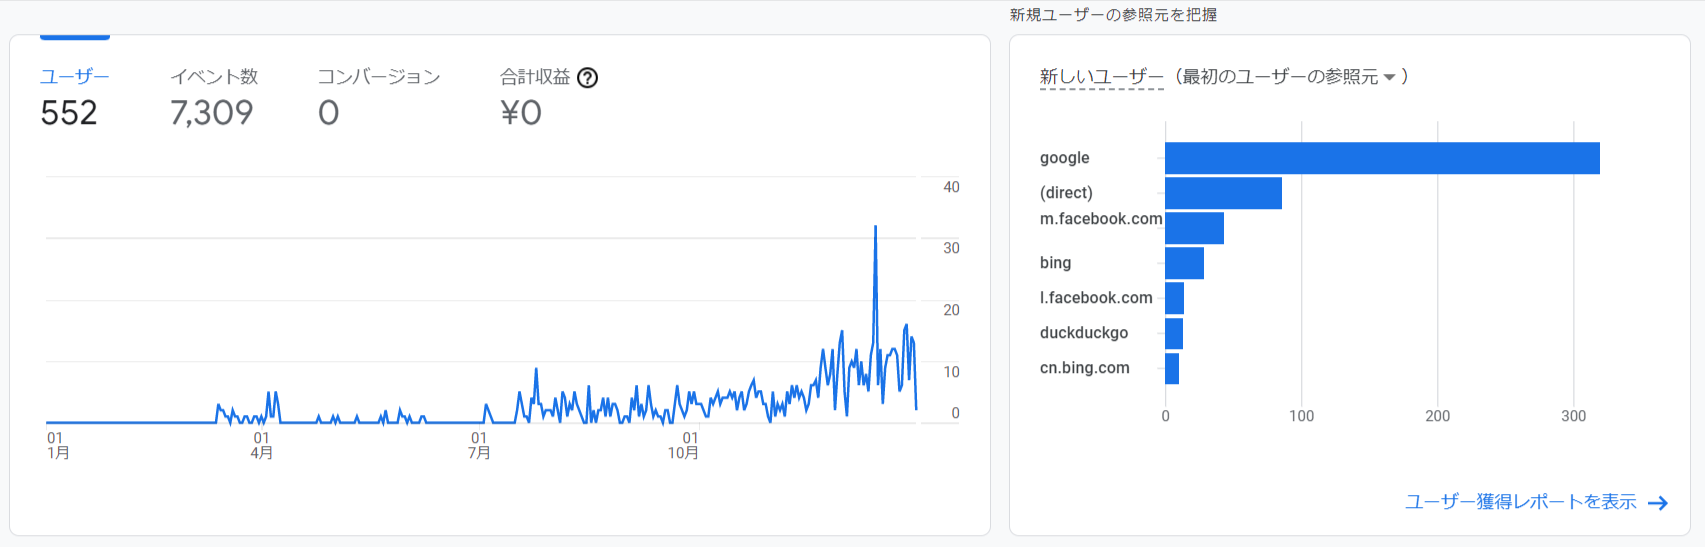 新規ユーザーの参照元を把握
ユーザー
552
イベント数
7,309
コンバージョン
0
合計収益 ?
¥0
40
30
20
10
0
01
1月
01
4月
01
7月
01
10月
新しいユーザー（最初のユーザーの参照元）
google
(direct)
m.facebook.com
bing
l.facebook.com
duckduckgo
cn.bing.com
0
100
200
300
ユーザー獲得レポートを表示